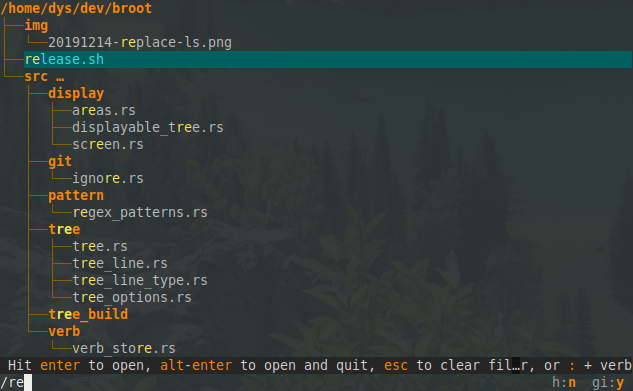 /home/dys/dev/broot
├──img
│  └──20191214-replace-ls.png
├──release.sh
└──src …
   ├──display
   │  ├──areas.rs
   │  ├──displayable_tree.rs
   │  └──screen.rs
   ├──git
   │  └──ignore.rs
   ├──pattern
   │  └──regex_patterns.rs
   ├──tree
   │  ├──tree.rs
   │  ├──tree_line.rs
   │  ├──tree_line_type.rs
   │  └──tree_options.rs
   ├──tree_build
   └──verb
      └──verb_store.rs
Hit enter to open, alt-enter to open and quit, esc to clear fil…r, or : + verb
/re h:n gi:y